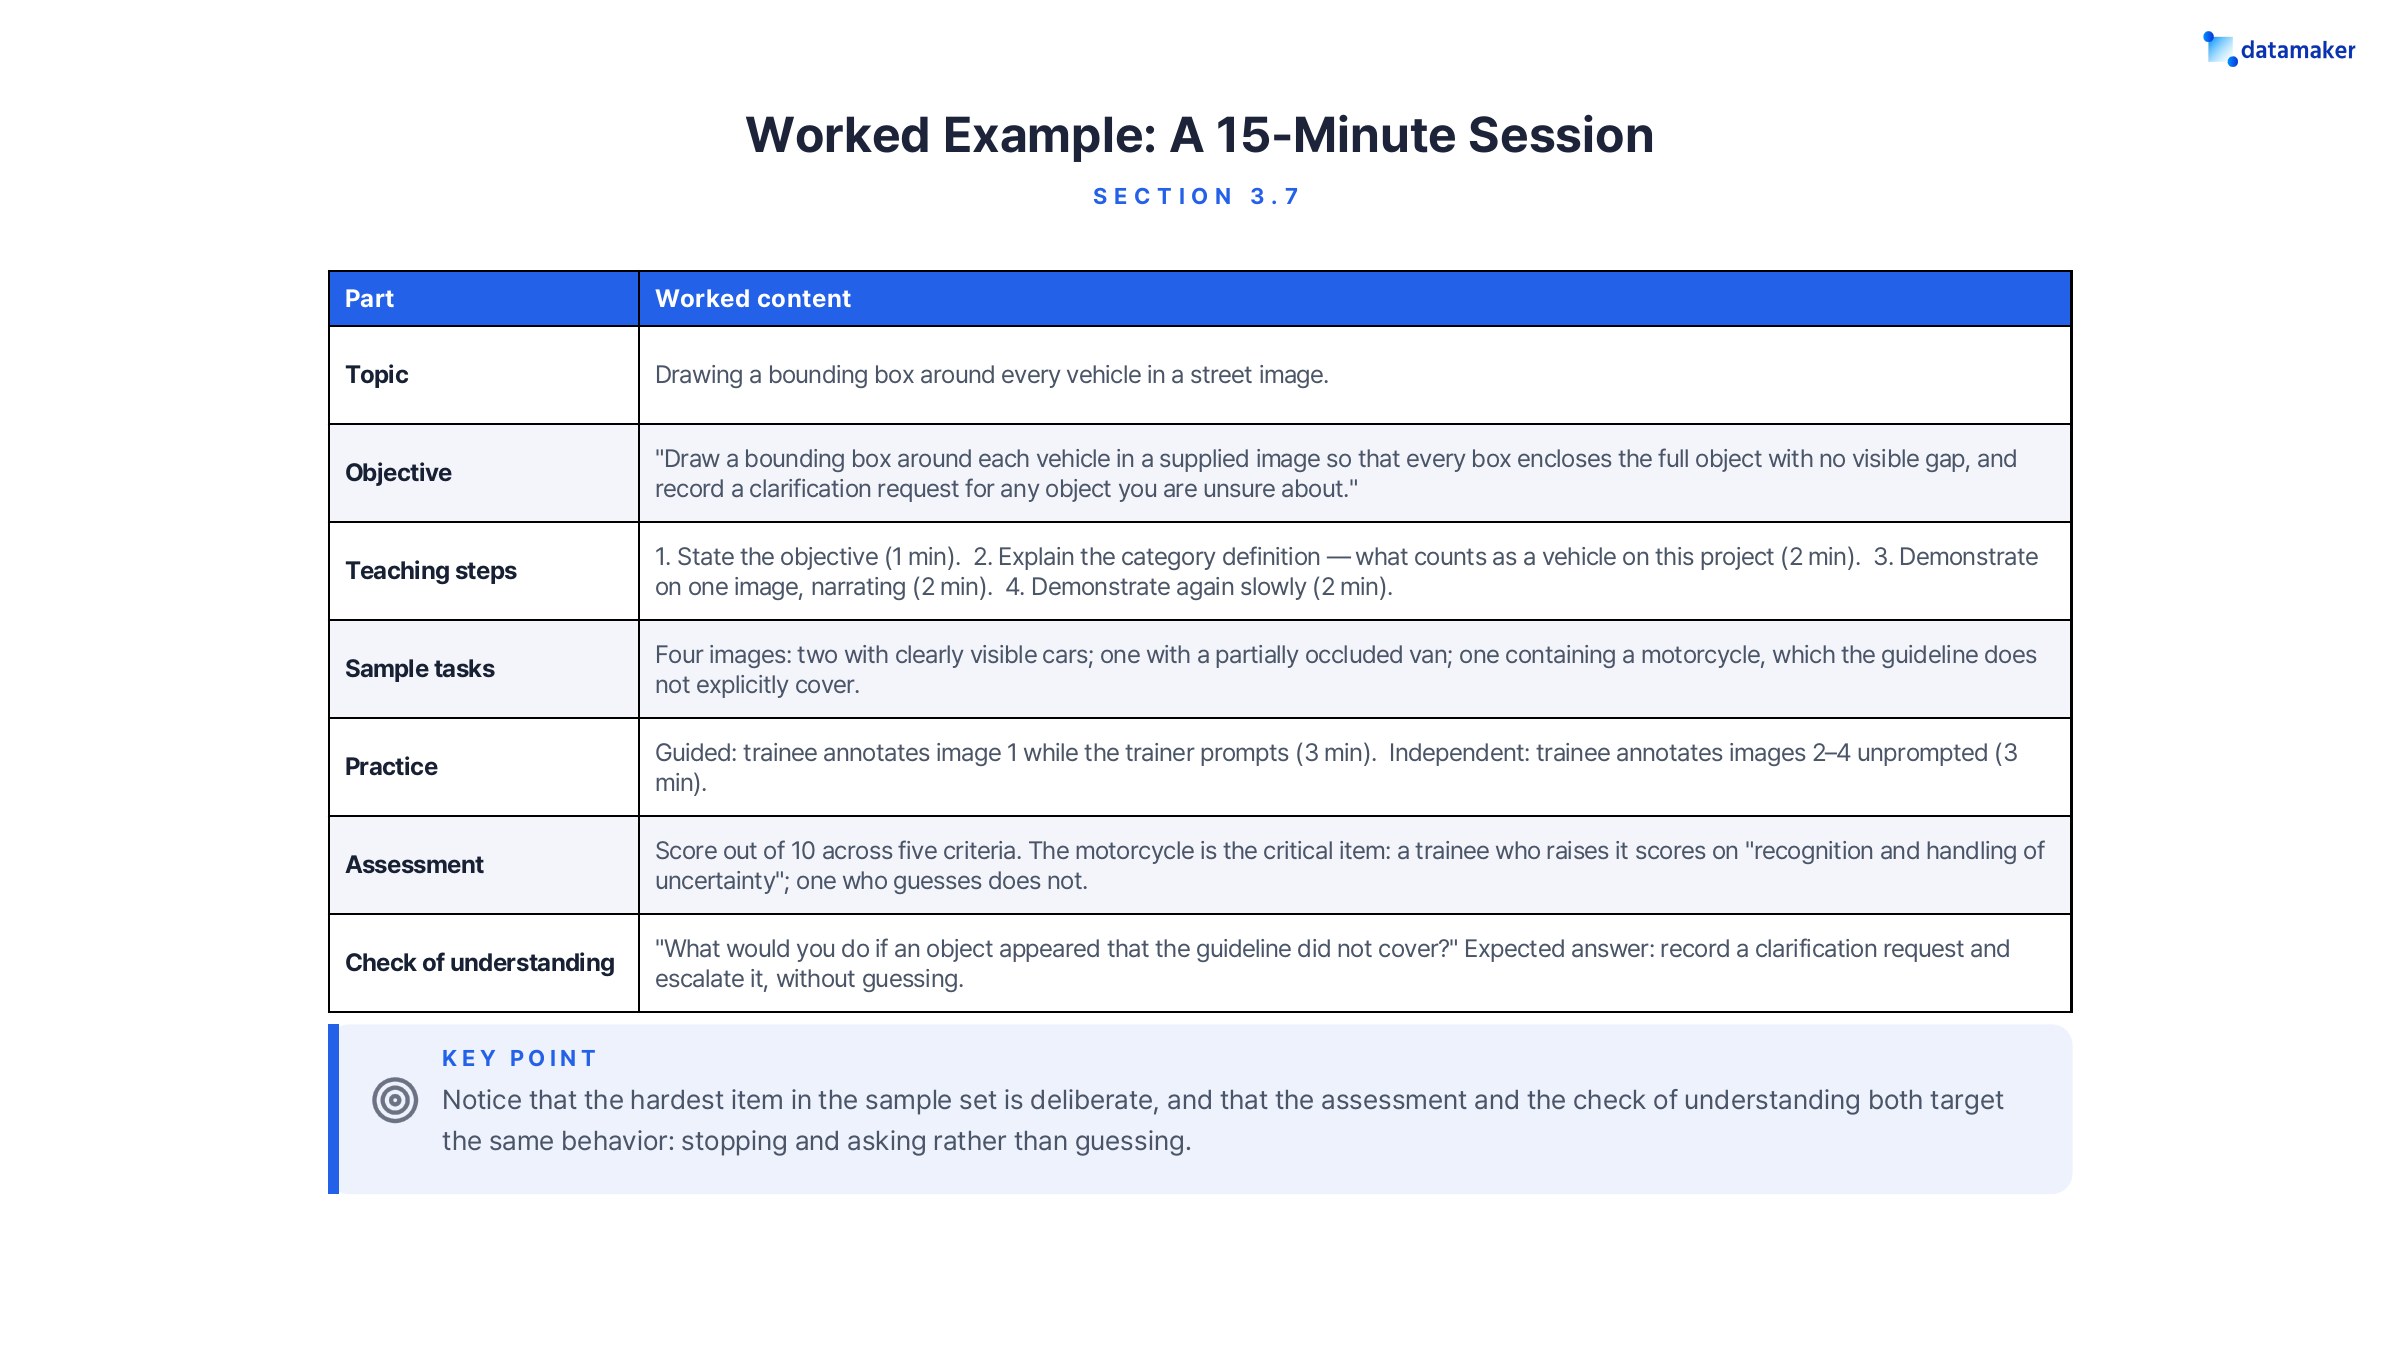 datamaker
Worked Example: A 15-Minute Session
SECTION 3.7
Part
Worked content
Topic
Drawing a bounding box around every vehicle in a street image.
Objective
"Draw a bounding box around each vehicle in a supplied image so that every box encloses the full object with no visible gap, and
record a clarification request for any object you are unsure about."
Teaching steps
1. State the objective (1 min).  2. Explain the category definition — what counts as a vehicle on this project (2 min).  3. Demonstrate
on one image, narrating (2 min).  4. Demonstrate again slowly (2 min).
Sample tasks
Four images: two with clearly visible cars; one with a partially occluded van; one containing a motorcycle, which the guideline does
not explicitly cover.
Practice
Guided: trainee annotates image 1 while the trainer prompts (3 min).  Independent: trainee annotates images 2–4 unprompted (3
min).
Assessment
Score out of 10 across five criteria. The motorcycle is the critical item: a trainee who raises it scores on "recognition and handling of
uncertainty"; one who guesses does not.
Check of understanding
"What would you do if an object appeared that the guideline did not cover?" Expected answer: record a clarification request and
escalate it, without guessing.
KEY POINT
Notice that the hardest item in the sample set is deliberate, and that the assessment and the check of understanding both target
the same behavior: stopping and asking rather than guessing.